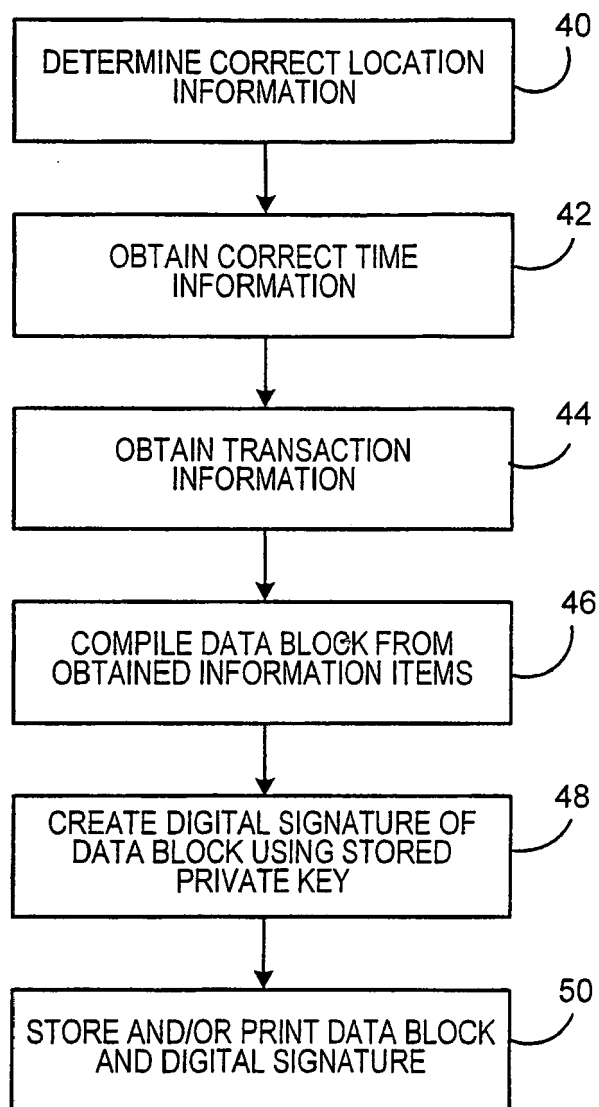 40
DETERMINE CORRECT LOCATION
INFORMATION
42
OBTAIN CORRECT TIME
INFORMATION
44
OBTAIN TRANSACTION
INFORMATION
46
COMPILE DATA BLOCK FROM
OBTAINED INFORMATION ITEMS
48
CREATE DIGITAL SIGNATURE OF
DATA BLOCK USING STORED
PRIVATE KEY
50
STORE AND/OR PRINT DATA BLOCK
AND DIGITAL SIGNATURE